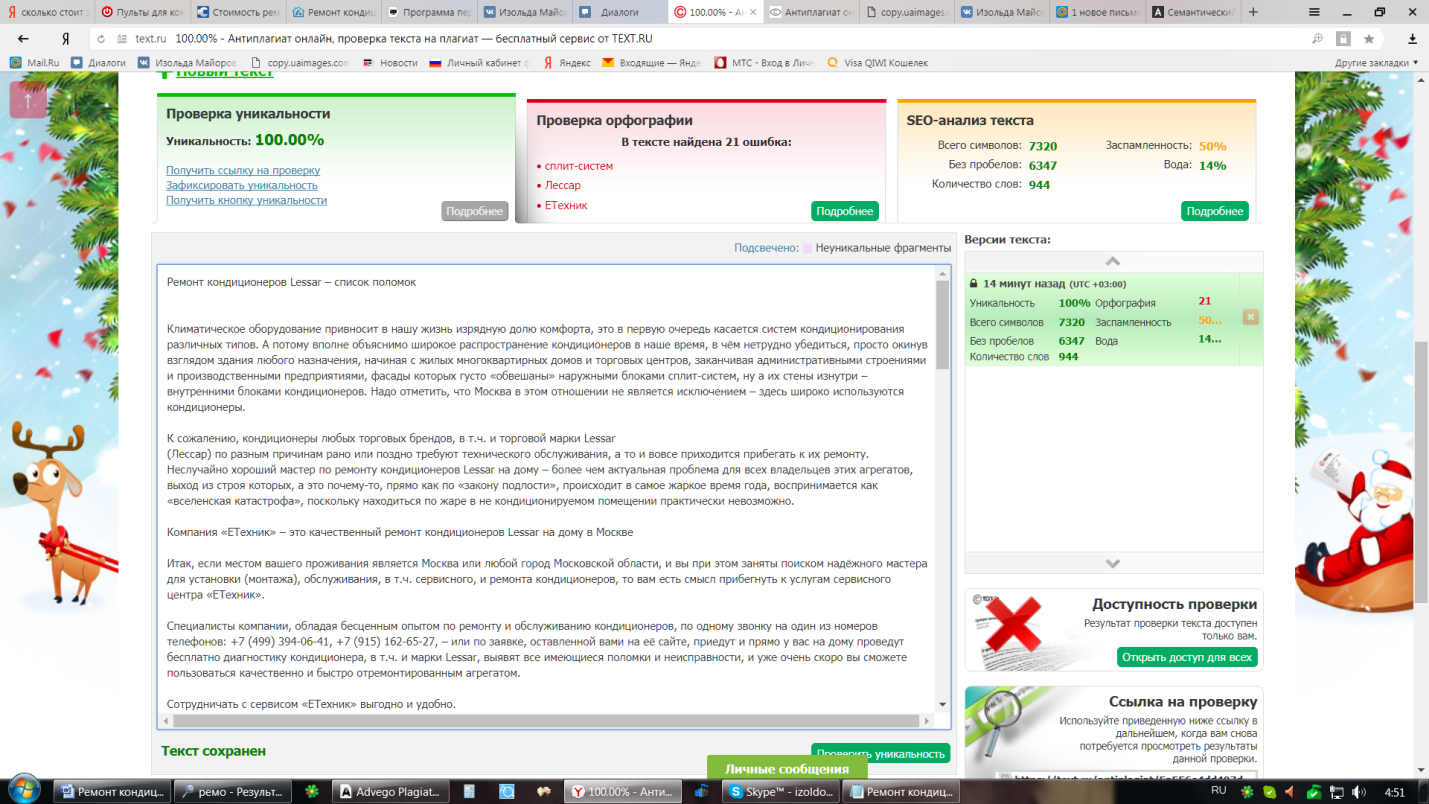 сколько стоит з
Пульты для кон
Стоимость рем
Ремонт кондиц
Программа пер
Изольда Майор
Диалоги
100.00% - Ан
Антиплагиат он
copy.uaimages.c
Изольда Майор
1 новое письм
Семантический
text.ru 100.00% - Антиплагиат онлайн, проверка текста на плагиат — бесплатный сервис от TEXT.RU
Mail.Ru Диалоги Изольда Майоров copy.uaimages.com Новости Личный кабинет ф Яндекс Входящие — Янде МТС - Вход в Личн Visa QIWI Кошелек Другие закладки
Новый текст
Проверка уникальности
Уникальность: 100.00%
Получить ссылку на проверку
Зафиксировать уникальность
Получить кнопку уникальности
Подробнее
Проверка орфографии
В тексте найдена 21 ошибка:
• сплит-систем
• Лессар
• ЕТехник
Подробнее
SEO-анализ текста
Всего символов: 7320 Заспамленность: 50%
Без пробелов: 6347 Вода: 14%
Количество слов: 944
Подробнее
Подсвечено: Неуникальные фрагменты
Ремонт кондиционеров Lessar – список поломок
Климатическое оборудование привносит в нашу жизнь изрядную долю комфорта, это в первую очередь касается систем кондиционирования
различных типов. А потому вполне объяснимо широкое распространение кондиционеров в наше время, в чём нетрудно убедиться, просто окинув
взглядом здания любого назначения, начиная с жилых многоквартирных домов и торговых центров, заканчивая административными строениями
и производственными предприятиями, фасады которых густо «обвешаны» наружными блоками сплит-систем, ну а их стены изнутри –
внутренними блоками кондиционеров. Надо отметить, что Москва в этом отношении не является исключением – здесь широко используются
кондиционеры.
К сожалению, кондиционеры любых торговых брендов, в т.ч. и торговой марки Lessar
(Лессар) по разным причинам рано или поздно требуют технического обслуживания, а то и вовсе приходится прибегать к их ремонту.
Неслучайно хороший мастер по ремонту кондиционеров Lessar на дому – более чем актуальная проблема для всех владельцев этих агрегатов,
выход из строя которых, а это почему-то, прямо как по «закону подлости», происходит в самое жаркое время года, воспринимается как
«вселенская катастрофа», поскольку находиться по жаре в не кондиционируемом помещении практически невозможно.
Компания «ЕТехник» – это качественный ремонт кондиционеров Lessar на дому в Москве
Итак, если местом вашего проживания является Москва или любой город Московской области, и вы при этом заняты поиском надёжного мастера
для установки (монтажа), обслуживания, в т.ч. сервисного, и ремонта кондиционеров, то вам есть смысл прибегнуть к услугам сервисного
центра «ЕТехник».
Специалисты компании, обладая бесценным опытом по ремонту и обслуживанию кондиционеров, по одному звонку на один из номеров
телефонов: +7 (499) 394-06-41, +7 (915) 162-65-27, – или по заявке, оставленной вами на её сайте, приедут и прямо у вас на дому проведут
бесплатно диагностику кондиционера, в т.ч. и марки Lessar, выявят все имеющиеся поломки и неисправности, и уже очень скоро вы сможете
пользоваться качественно и быстро отремонтированным агрегатом.
Сотрудничать с сервисом «ЕТехник» выгодно и удобно.
Текст сохранен
Проверить уникальность
Личные сообщения
Версии текста:
14 минут назад (UTC +03:00)
Уникальность 100% Орфография 21
Всего символов 7320 Заспамленность 50...
Без пробелов 6347 Вода 14...
Количество слов 944
Доступность проверки
Результат проверки текста доступен
только вам.
Открыть доступ для всех
Ссылка на проверку
Используйте приведенную ниже ссылку в
дальнейшем, когда вам снова
потребуется просмотреть результаты
данной проверки.
Ремонт кондиц...
ремо - Результ...
Advego Plagiat...
100.00% - Анти...
Skype™ - izoldo...
Ремонт кондиц...
RU
4:51